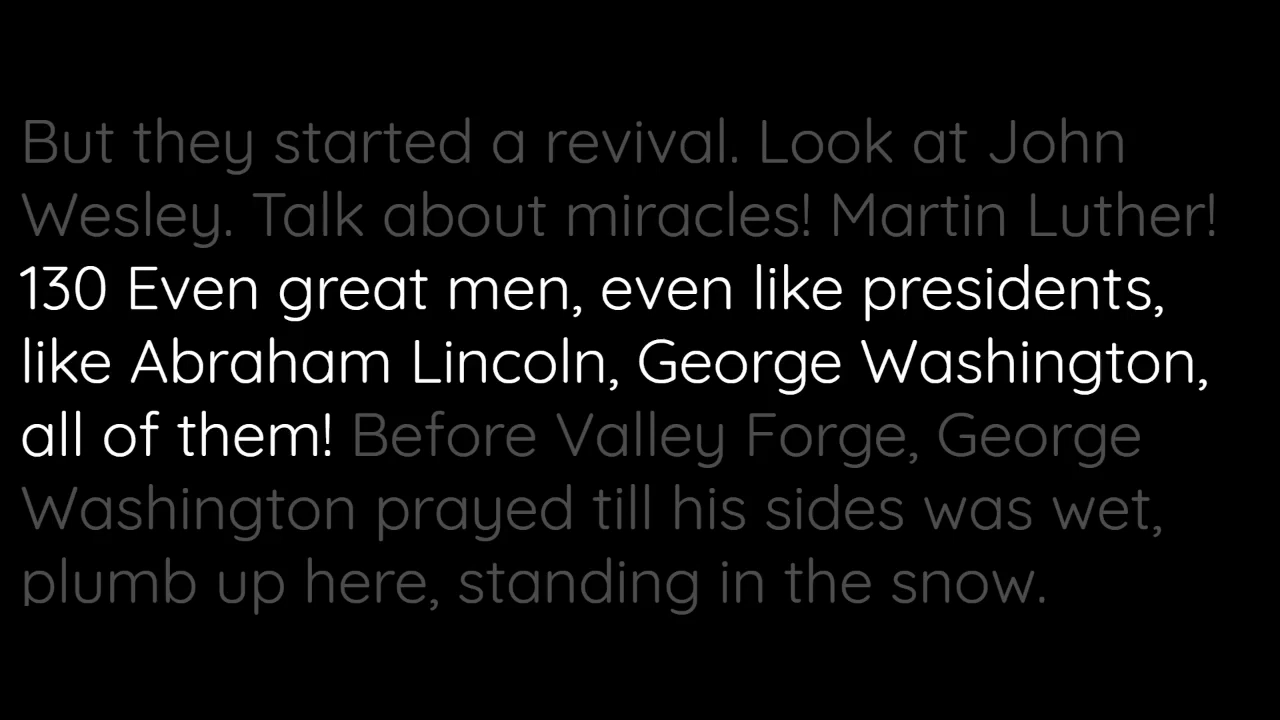 But they started a revival. Look at John
Wesley. Talk about miracles! Martin Luther!
130 Even great men, even like presidents,
like Abraham Lincoln, George Washington,
all of them! Before Valley Forge, George
Washington prayed till his sides was wet,
plumb up here, standing in the snow.